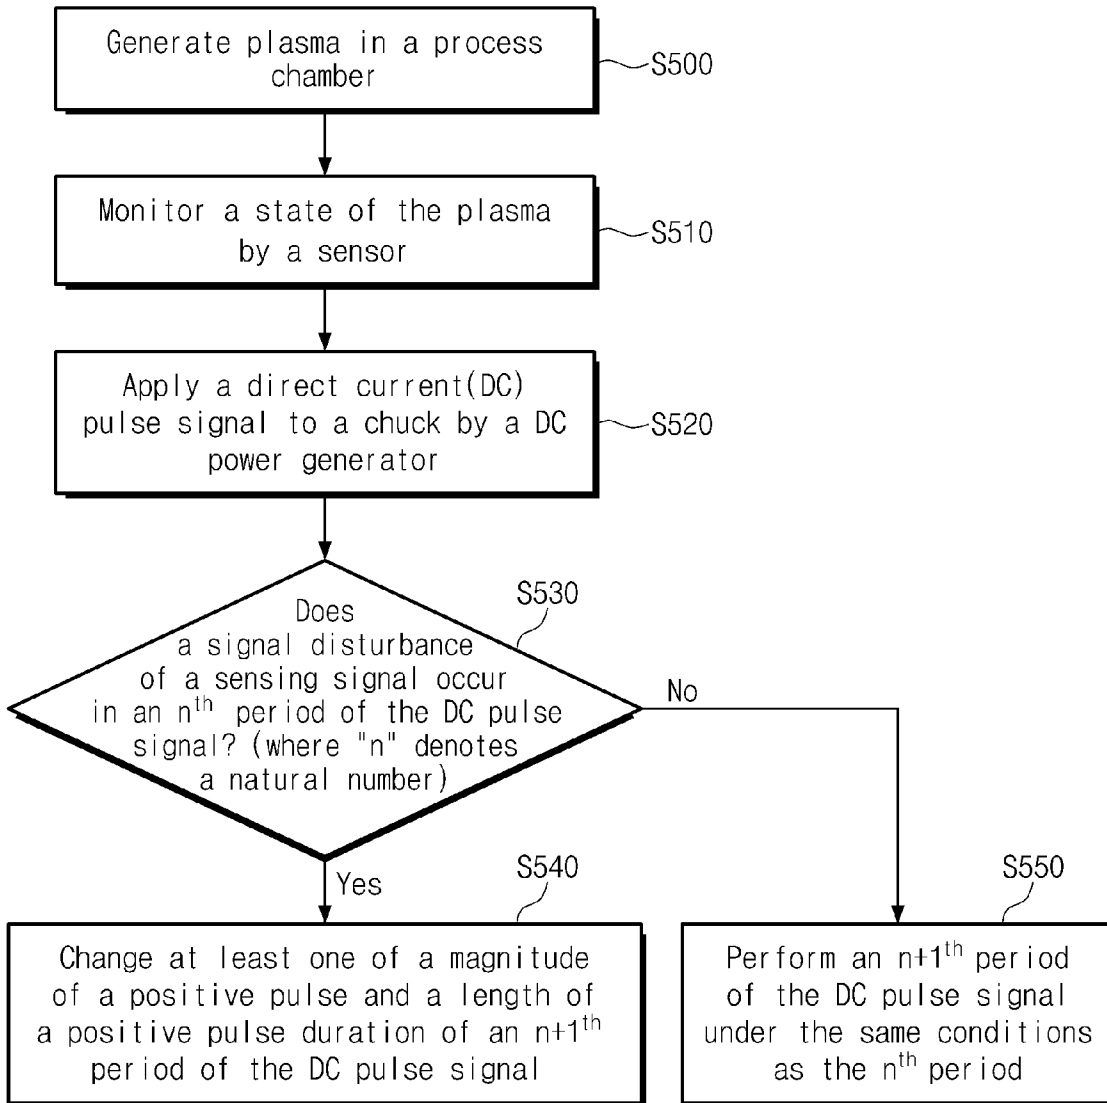 Generate plasma in a process
chamber
S500
Monitor a state of the plasma
by a sensor
S510
Apply a direct current(DC)
pulse signal to a chuck by a DC
power generator
S520
S530
Does
a signal disturbance
of a sensing signal occur
in an nth period of the DC pulse
signal? (where "n" denotes
a natural number)
No
Yes
S540
Change at least one of a magnitude
of a positive pulse and a length of
a positive pulse duration of an n+1th
period of the DC pulse signal
S550
Perform an n+1th period
of the DC pulse signal
under the same conditions
as the nth period